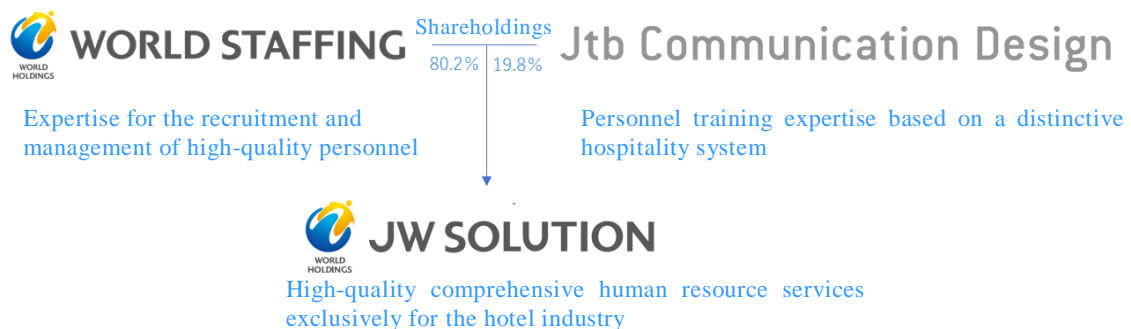 WORLD STAFFING
WORLD
HOLDINGS
Shareholdings
80.2% 19.8%
Jtb Communication Design
Expertise for the recruitment and
management of high-quality personnel
Personnel training expertise based on a distinctive
hospitality system
JW SOLUTION
WORLD
HOLDINGS
High-quality comprehensive human resource services
exclusively for the hotel industry